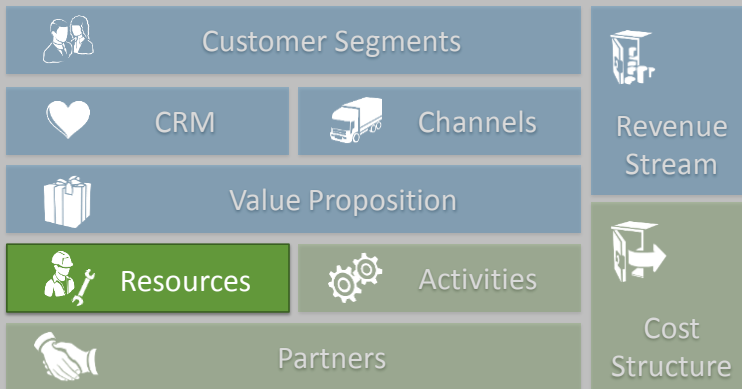 Customer Segments
CRM
Channels
Revenue
Stream
Value Proposition
Resources
Activities
Cost
Structure
Partners